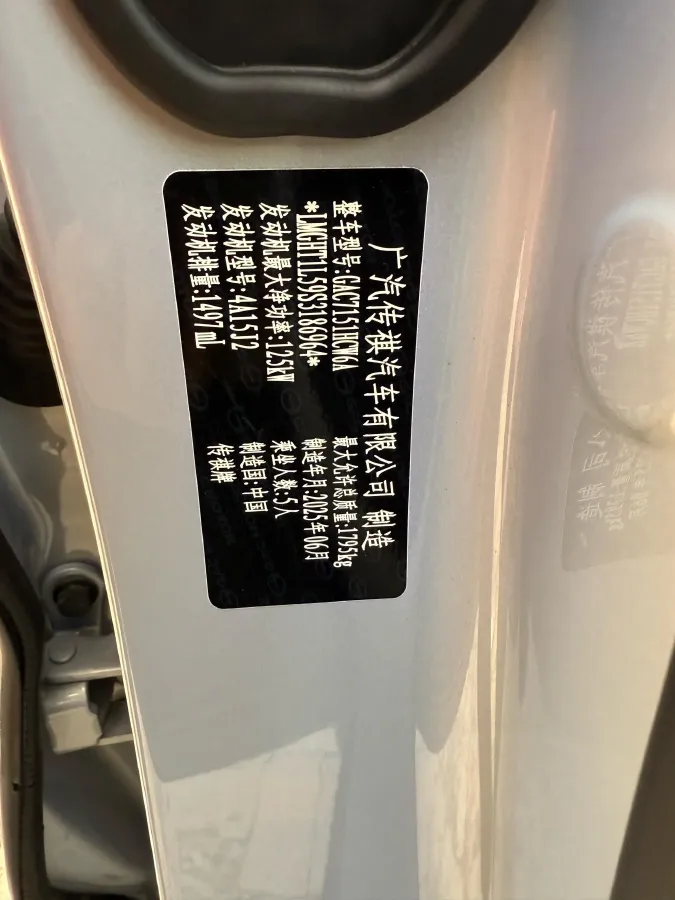 广汽传祺汽车有限公司 制造
整车型号:GAC7151HCW6A 最大允许总质量:1795kg
*LMGHT1L59S3186964* 制造年月:2025年06月
发动机最大净功率:125kW 乘坐人数:5人
发动机型号:4A15J2 制造国:中国
发动机排量:1497mL 传祺牌